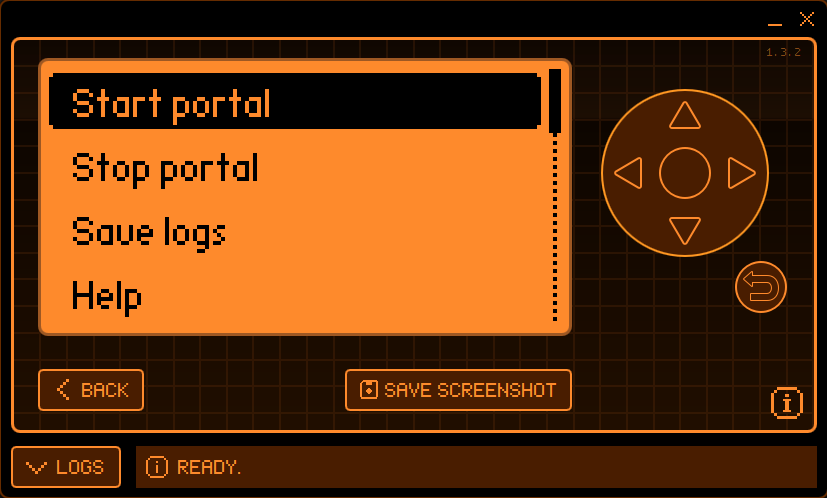 1.3.2
Start portal
Stop portal
Save logs
Help
BACK
SAVE SCREENSHOT
LOGS
READY.